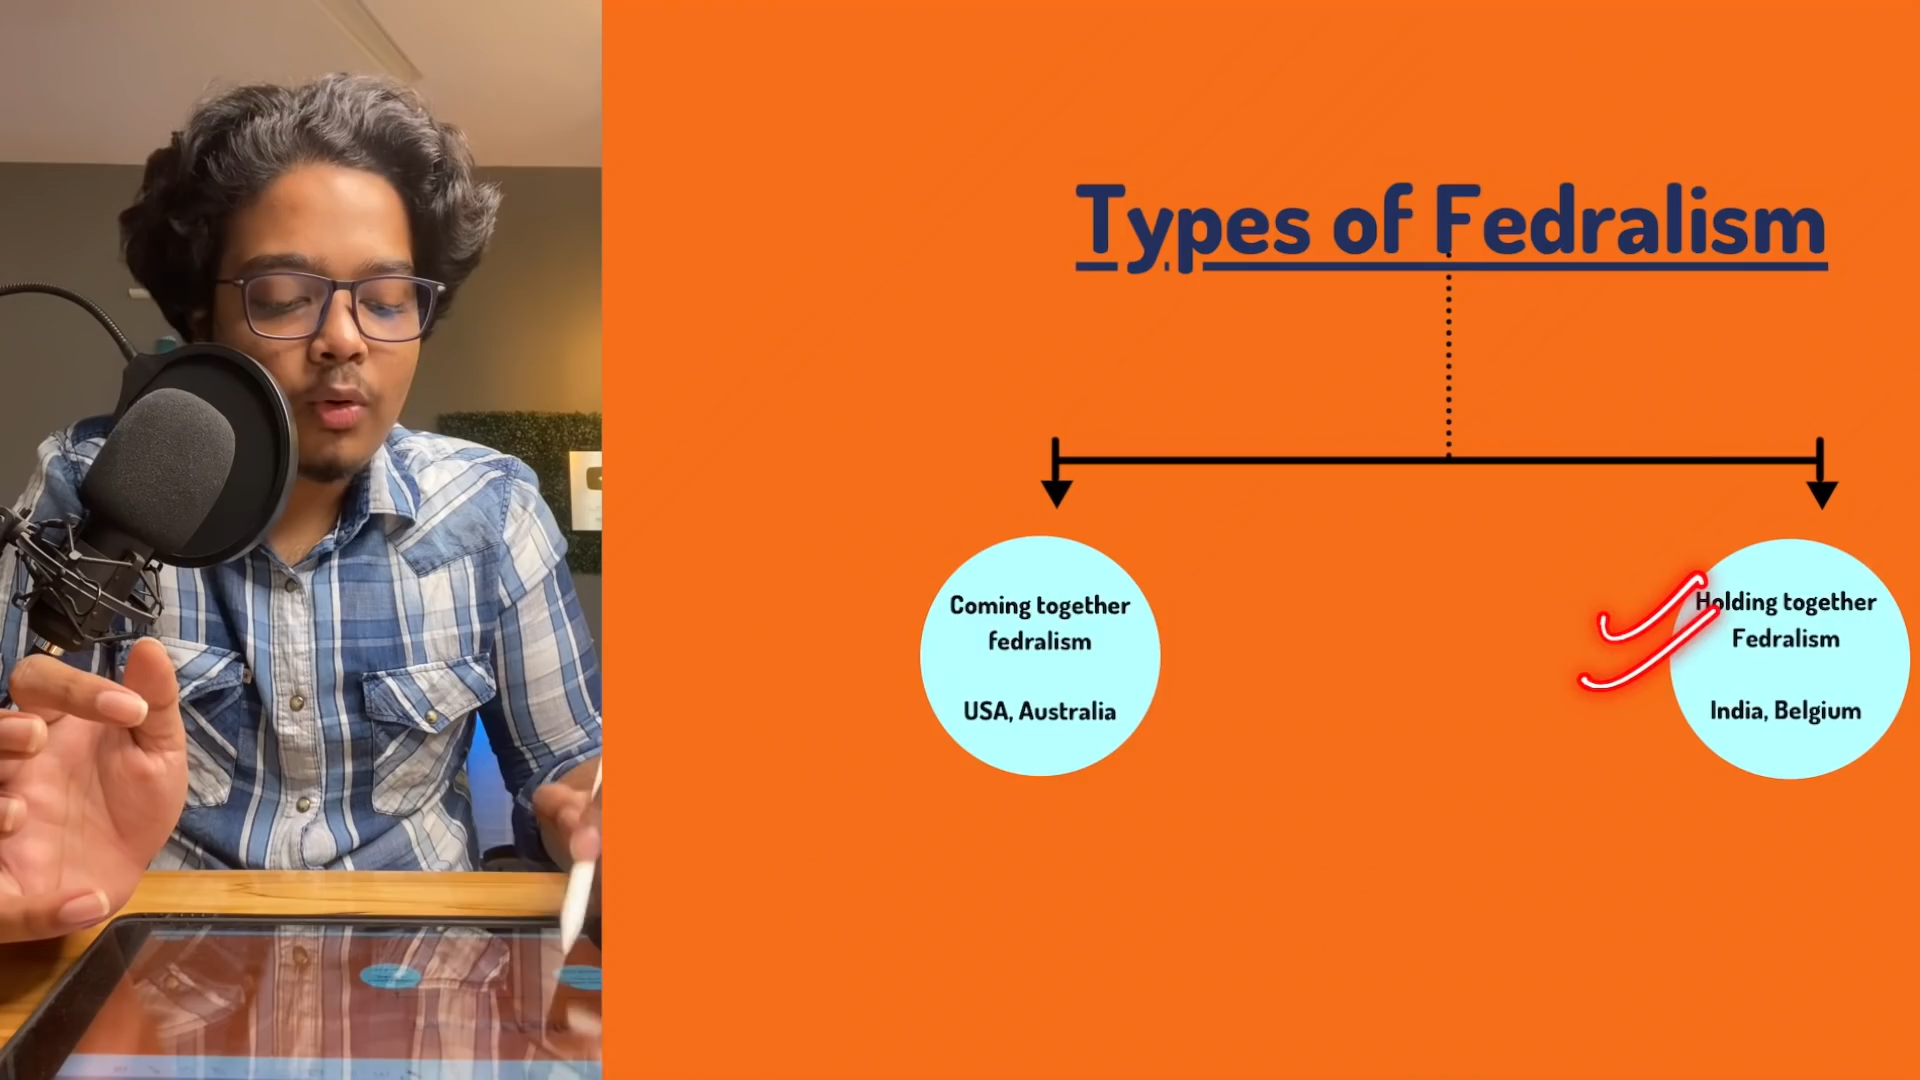 Types of Fedralism
Coming together
fedralism
USA, Australia
Holding together
Fedralism
India, Belgium